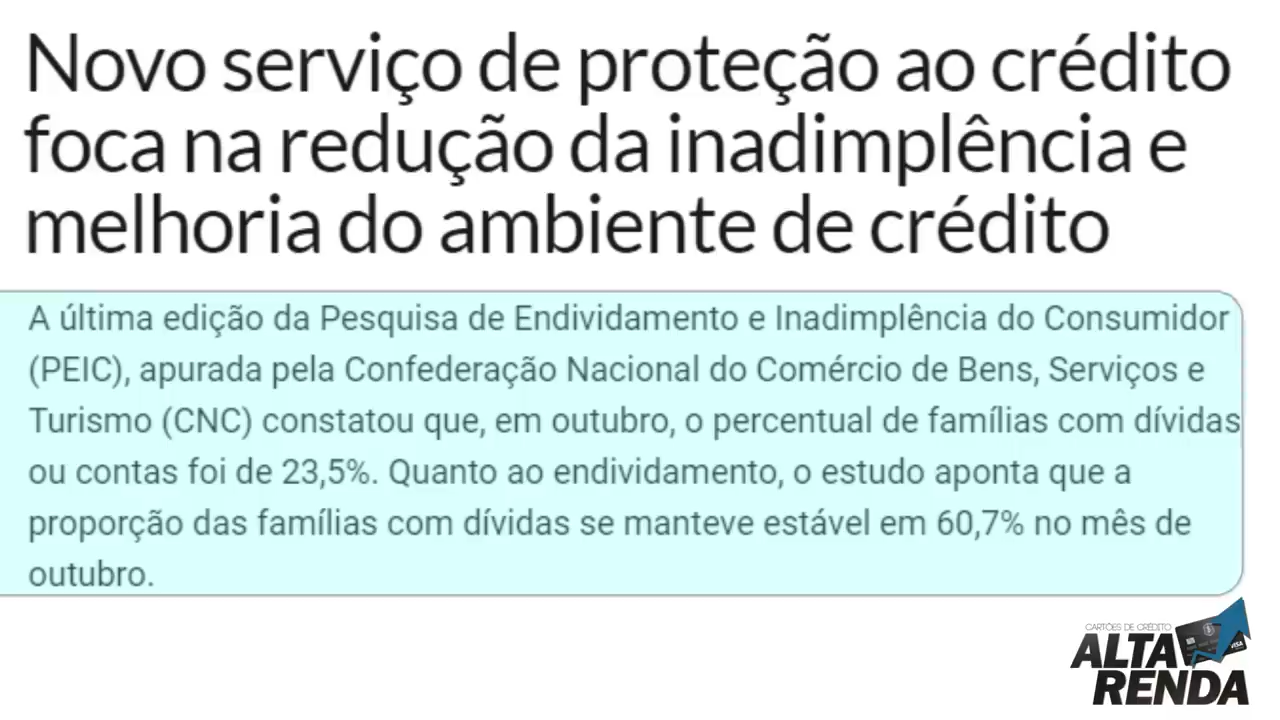 Novo serviço de proteção ao crédito
foca na redução da inadimplência e
melhoria do ambiente de crédito
A última edição da Pesquisa de Endividamento e Inadimplência do Consumidor
(PEIC), apurada pela Confederação Nacional do Comércio de Bens, Serviços e
Turismo (CNC) constatou que, em outubro, o percentual de famílias com dívidas
ou contas foi de 23,5%. Quanto ao endividamento, o estudo aponta que a
proporção das famílias com dívidas se manteve estável em 60,7% no mês de
outubro.
CARTÕES DE CRÉDITO
ALTA
VISA
RENDA